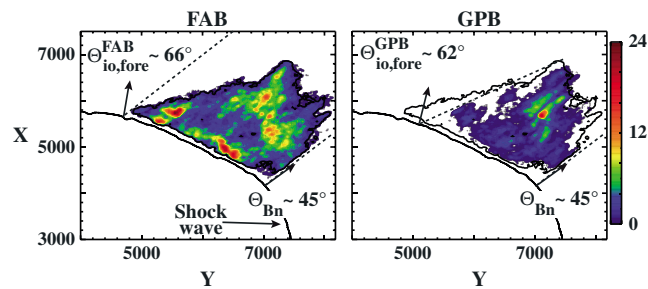 FAB
GPB
7000
5000
3000
X
5000
7000
Y
Θ^FAB_io,fore ~ 66°
Θ_Bn ~ 45°
Shock
wave
5000
7000
Y
Θ^GPB_io,fore ~ 62°
Θ_Bn ~ 45°
24
12
0